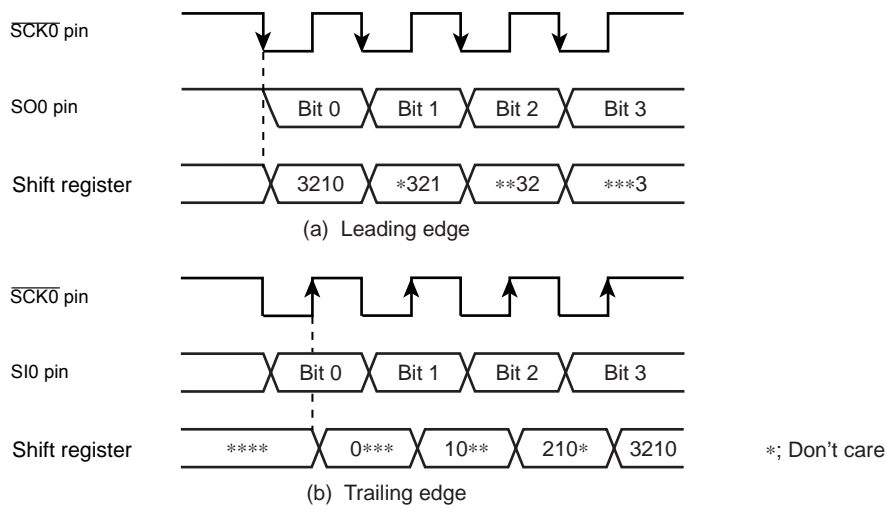 SCK0 pin
SO0 pin Bit 0 Bit 1 Bit 2 Bit 3
Shift register 3210 *321 **32 ***3
(a) Leading edge
SCK0 pin
SI0 pin Bit 0 Bit 1 Bit 2 Bit 3
Shift register **** 0*** 10** 210* 3210 *; Don't care
(b) Trailing edge